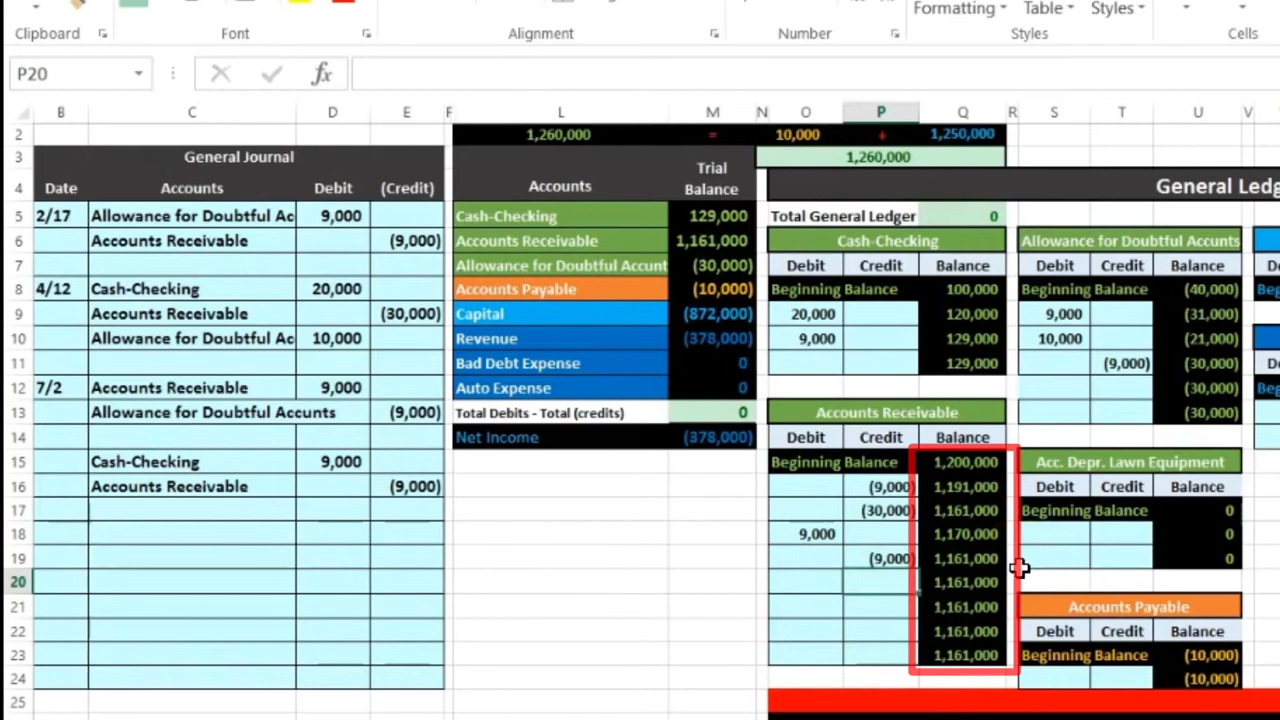 Formatting Table Styles
Clipboard Font Alignment Number Styles Cells
P20 fx
B C D E F L M N O P Q R S T U V
2 1,260,000 = 10,000 + 1,250,000
3 General Journal Trial 1,260,000
4 Date Accounts Debit (Credit) Accounts Balance General Ledg
5 2/17 Allowance for Doubtful Ac 9,000 Cash-Checking 129,000 Total General Ledger 0
6 Accounts Receivable (9,000) Accounts Receivable 1,161,000 Cash-Checking Allowance for Doubtful Accunts
7 Allowance for Doubtful Accunt (30,000) Debit Credit Balance Debit Credit Balance De
8 4/12 Cash-Checking 20,000 Accounts Payable (10,000) Beginning Balance 100,000 Beginning Balance (40,000) Beg
9 Accounts Receivable (30,000) Capital (872,000) 20,000 120,000 9,000 (31,000)
10 Allowance for Doubtful Ac 10,000 Revenue (378,000) 9,000 129,000 10,000 (21,000)
11 Bad Debt Expense 0 129,000 (9,000) (30,000) De
12 7/2 Accounts Receivable 9,000 Auto Expense 0 (30,000) Beg
13 Allowance for Doubtful Accunts (9,000) Total Debits - Total (credits) 0 Accounts Receivable (30,000)
14 Net Income (378,000) Debit Credit Balance
15 Cash-Checking 9,000 Beginning Balance 1,200,000 Acc. Depr. Lawn Equipment
16 Accounts Receivable (9,000) (9,000) 1,191,000 Debit Credit Balance
17 (30,000) 1,161,000 Beginning Balance 0
18 9,000 1,170,000 0
19 (9,000) 1,161,000 0
20 1,161,000
21 1,161,000 Accounts Payable
22 1,161,000 Debit Credit Balance
23 1,161,000 Beginning Balance (10,000)
24 (10,000)
25